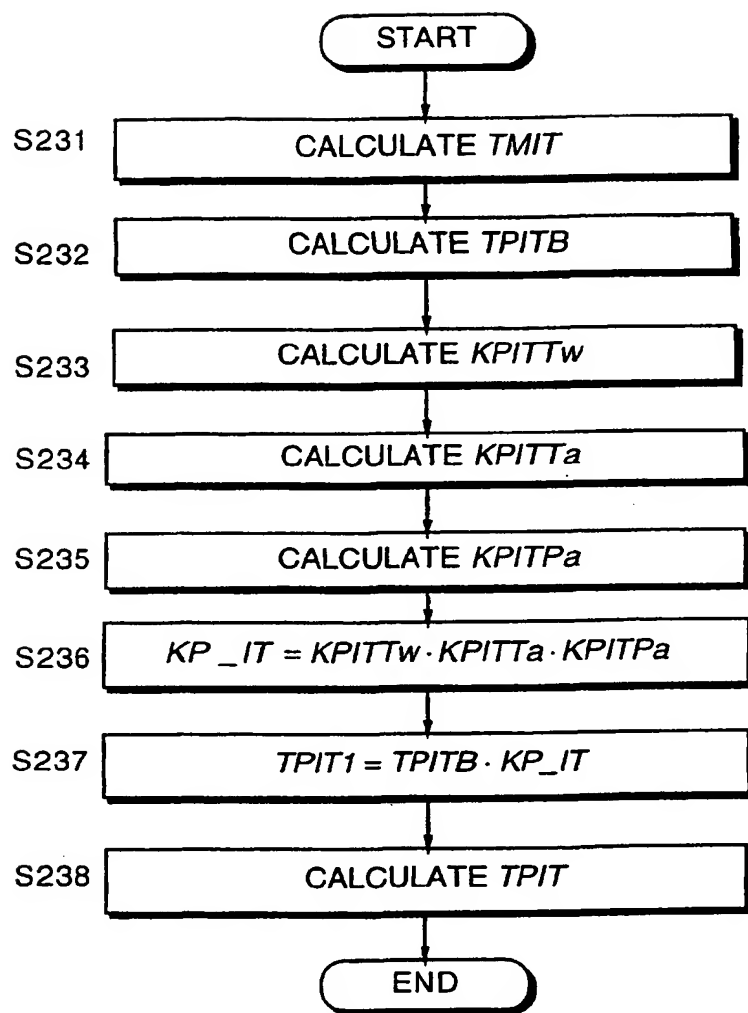 START
S231 CALCULATE TMIT
S232 CALCULATE TPITB
S233 CALCULATE KPITTw
S234 CALCULATE KPITTa
S235 CALCULATE KPITPa
S236 KP_IT = KPITTw · KPITTa · KPITPa
S237 TPIT1 = TPITB · KP_IT
S238 CALCULATE TPIT
END